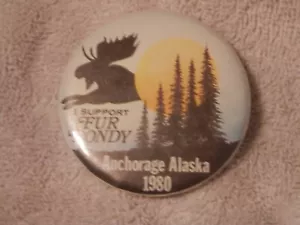 I SUPPORT
FUR
RONDY
Anchorage Alaska
1980